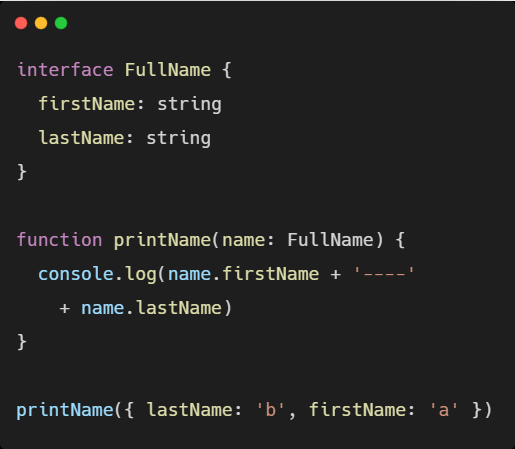 interface FullName {
  firstName: string
  lastName: string
}

function printName(name: FullName) {
  console.log(name.firstName + '----'
    + name.lastName)
}

printName({ lastName: 'b', firstName: 'a' })